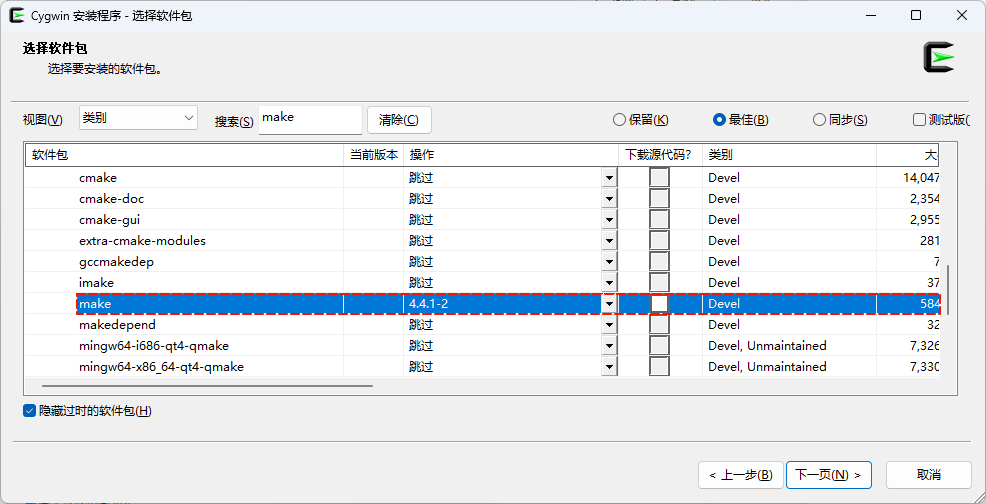 Cygwin 安装程序 - 选择软件包
选择软件包
选择要安装的软件包。
视图(V) 类别 搜索(S) make 清除(C) 保留(K) 最佳(B) 同步(S) 测试版(
软件包 当前版本 操作 下载源代码? 类别 大
cmake 跳过 Devel 14,047
cmake-doc 跳过 Devel 2,354
cmake-gui 跳过 Devel 2,955
extra-cmake-modules 跳过 Devel 281
gccmakedep 跳过 Devel 7
imake 跳过 Devel 37
make 4.4.1-2 Devel 584
makedepend 跳过 Devel 32
mingw64-i686-qt4-qmake 跳过 Devel, Unmaintained 7,326
mingw64-x86_64-qt4-qmake 跳过 Devel, Unmaintained 7,330
隐藏过时的软件包(H)
< 上一步(B) 下一页(N) > 取消